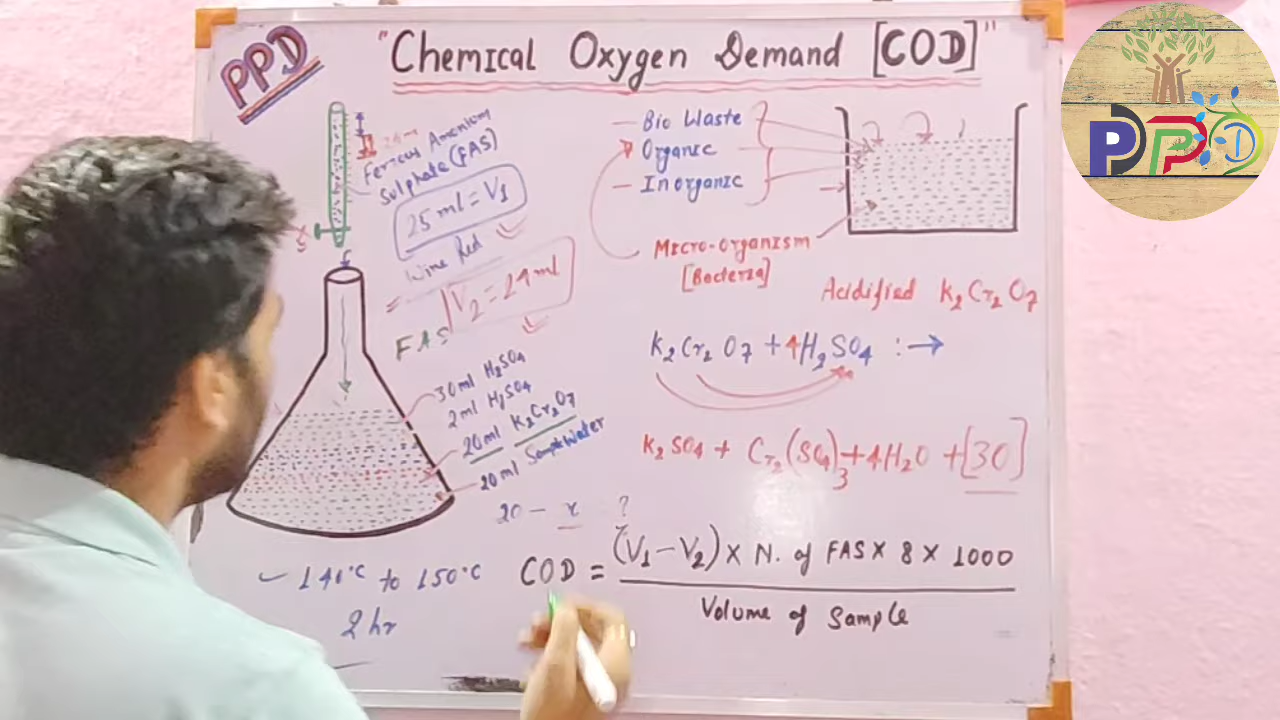 PPD
"Chemical Oxygen Demand [COD]"
Ferrous Amonium
Sulphate (FAS)
25 ml = V1
Wine Red
= V2 = 24 ml
FAS
30 ml H2SO4
2 ml H2SO4
20 ml K2Cr2O7
20 ml Sample Water
20 - x ?
140°C to 150°C
2 hr
- Bio Waste
Organic
- Inorganic
Micro-organism
[Bacteria]
Acidified K2Cr2O7
K2Cr2O7 + 4H2SO4 : →
K2SO4 + Cr2(SO4)3 + 4H2O + [3O]
COD = (V1 - V2) × N. of FAS × 8 × 1000
Volume of Sample
PPD